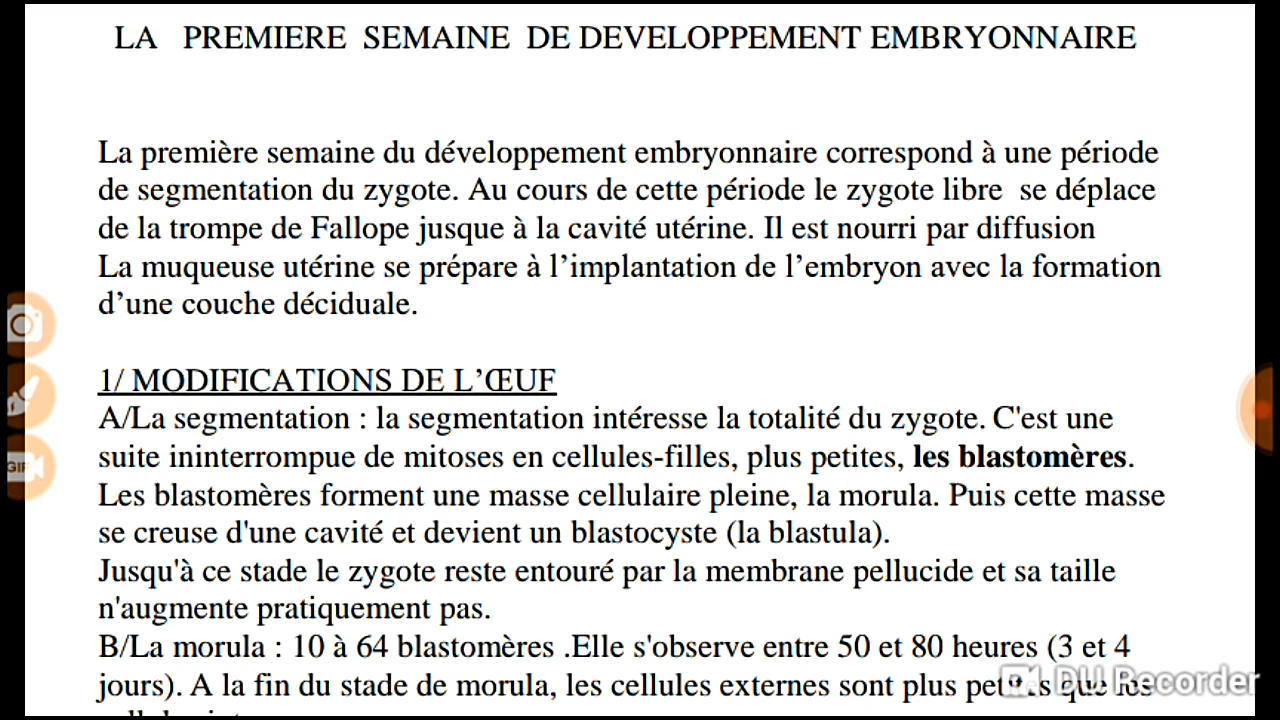 LA PREMIERE SEMAINE DE DEVELOPPEMENT EMBRYONNAIRE
La première semaine du développement embryonnaire correspond à une période
de segmentation du zygote. Au cours de cette période le zygote libre se déplace
de la trompe de Fallope jusque à la cavité utérine. Il est nourri par diffusion
La muqueuse utérine se prépare à l’implantation de l’embryon avec la formation
d’une couche déciduale.
1/ MODIFICATIONS DE L’ŒUF
A/La segmentation : la segmentation intéresse la totalité du zygote. C'est une
suite ininterrompue de mitoses en cellules-filles, plus petites, les blastomères.
Les blastomères forment une masse cellulaire pleine, la morula. Puis cette masse
se creuse d'une cavité et devient un blastocyste (la blastula).
Jusqu'à ce stade le zygote reste entouré par la membrane pellucide et sa taille
n'augmente pratiquement pas.
B/La morula : 10 à 64 blastomères .Elle s'observe entre 50 et 80 heures (3 et 4
jours). A la fin du stade de morula, les cellules externes sont plus petites que les
DU Recorder
GIF